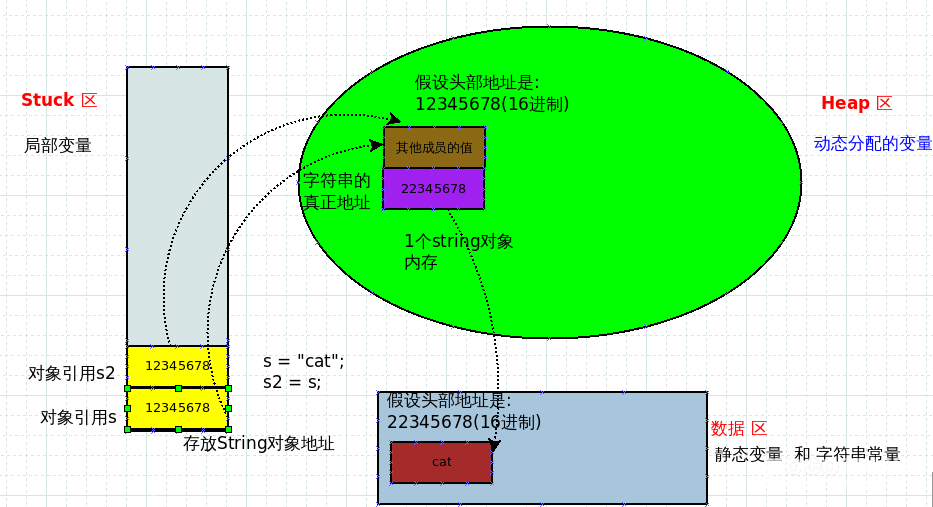 Stuck 区
局部变量
假设头部地址是:
12345678(16进制)
其他成员的值
字符串的
真正地址
22345678
1个string对象
内存
Heap 区
动态分配的变量
对象引用s2
12345678
对象引用s
12345678
s = "cat";
s2 = s;
存放String对象地址
假设头部地址是:
22345678(16进制)
cat
数据 区
静态变量 和 字符串常量